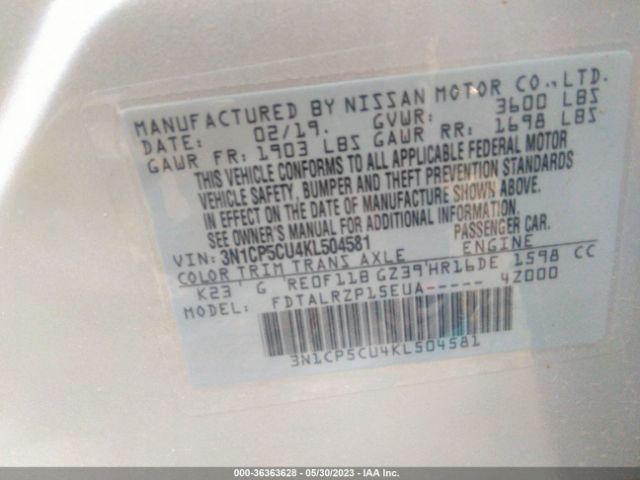 MANUFACTURED BY NISSAN MOTOR CO., LTD.
DATE: 02/19. GVWR: 3600 LBS
GAWR FR: 1903 LBS GAWR RR: 1698 LBS
THIS VEHICLE CONFORMS TO ALL APPLICABLE FEDERAL MOTOR
VEHICLE SAFETY, BUMPER AND THEFT PREVENTION STANDARDS
IN EFFECT ON THE DATE OF MANUFACTURE SHOWN ABOVE.
SEE OWNER'S MANUAL FOR ADDITIONAL INFORMATION.
VIN: 3N1CP5CU4KL504581 PASSENGER CAR.
COLOR TRIM TRANS AXLE ENGINE
K23 G RE0F11B GZ39 HR16DE 1598 CC
MODEL: FDTALRZP15EUA----- 4Z000
3N1CP5CU4KL504581
000-36363628 - 05/30/2023 - IAA Inc.